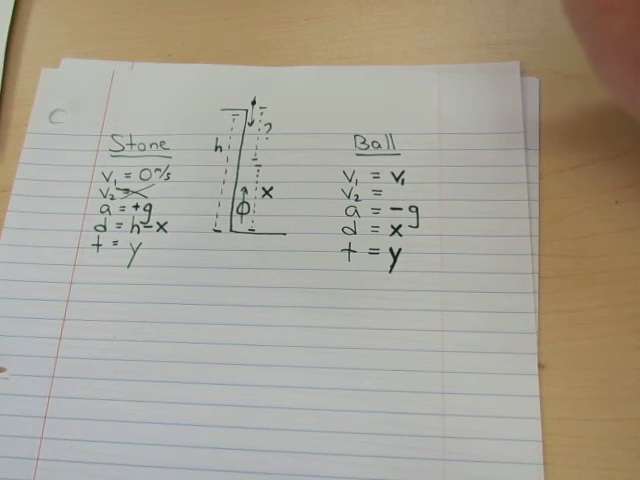 Stone
v₁ = 0 m/s
v₂ =
a = +g
d = h-x
t = y
h
?
x
Ball
v₁ = v₁
v₂ =
a = -g
d = x
t = y